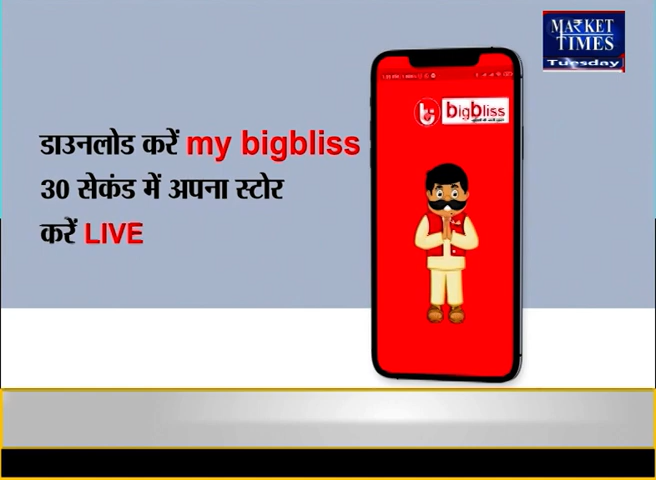 MARKET
TIMES
Tuesday
bigbliss
डाउनलोड करें my bigbliss
30 सेकंड में अपना स्टोर
करें LIVE